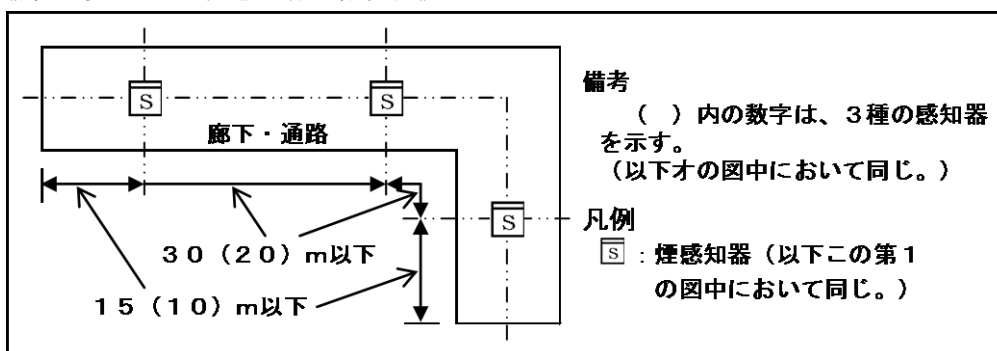 S
S
廊下・通路
S
30(20)m以下
15(10)m以下
備考
( )内の数字は、3種の感知器
を示す。
(以下オの図中において同じ。)
凡例
S:煙感知器(以下この第1
の図中において同じ。)